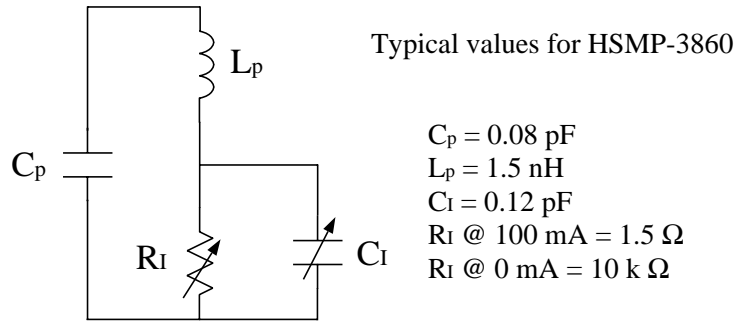 Typical values for HSMP-3860
Lp
Cp
RI
CI
Cp = 0.08 pF
Lp = 1.5 nH
CI = 0.12 pF
RI @ 100 mA = 1.5 Ω
RI @ 0 mA = 10 k Ω